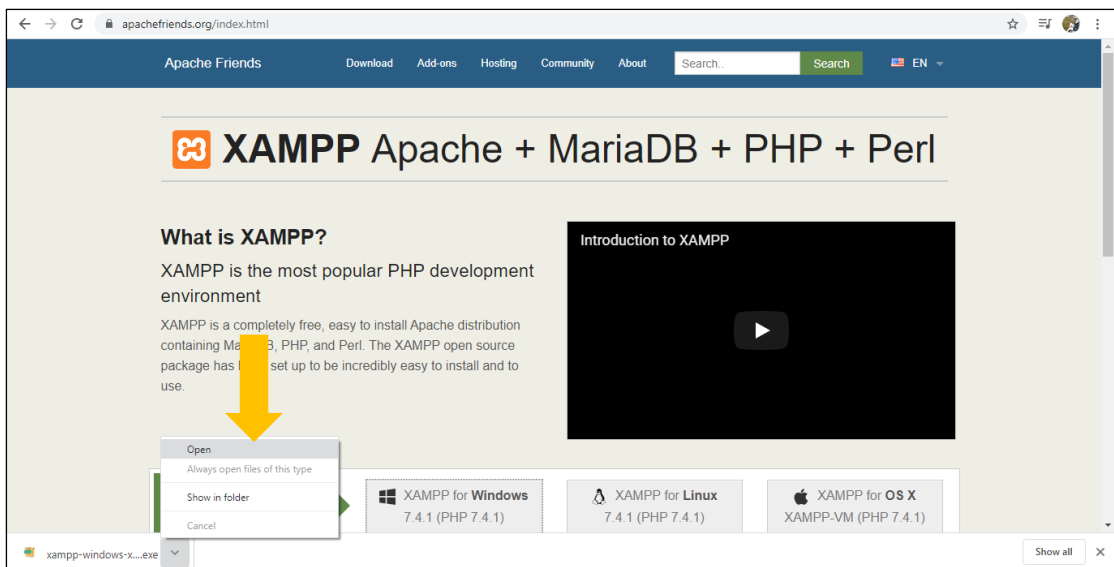 apachefriends.org/index.html
Apache Friends
Download
Add-ons
Hosting
Community
About
Search..
Search
EN
XAMPP Apache + MariaDB + PHP + Perl
What is XAMPP?
XAMPP is the most popular PHP development
environment
XAMPP is a completely free, easy to install Apache distribution
containing Ma B, PHP, and Perl. The XAMPP open source
package has set up to be incredibly easy to install and to
use.
Introduction to XAMPP
Open
Always open files of this type
Show in folder
Cancel
XAMPP for Windows
7.4.1 (PHP 7.4.1)
XAMPP for Linux
7.4.1 (PHP 7.4.1)
XAMPP for OS X
XAMPP-VM (PHP 7.4.1)
xampp-windows-x....exe
Show all